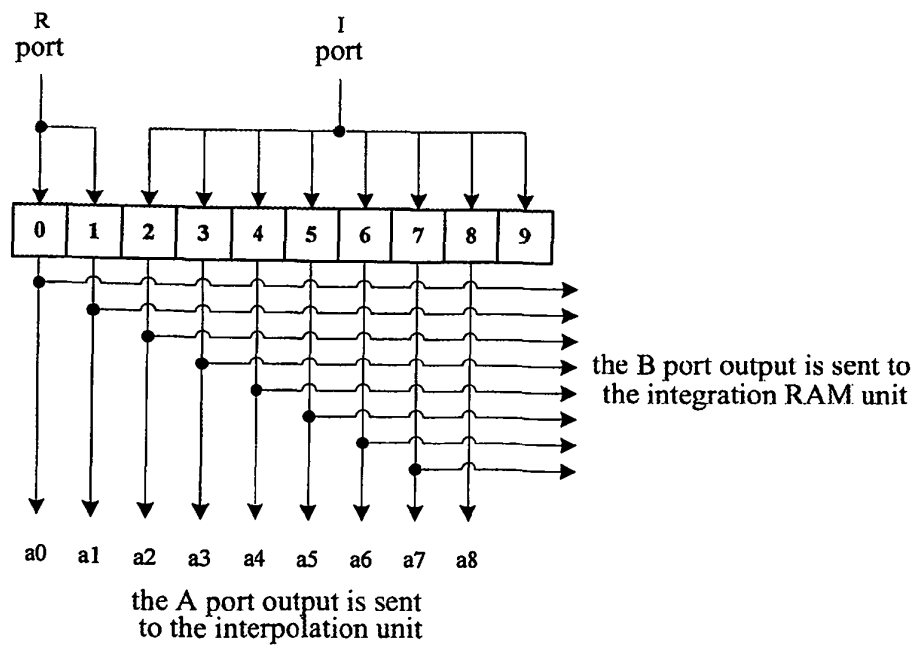 R
port
I
port
0 1 2 3 4 5 6 7 8 9
the B port output is sent to
the integration RAM unit
a0 a1 a2 a3 a4 a5 a6 a7 a8
the A port output is sent
to the interpolation unit